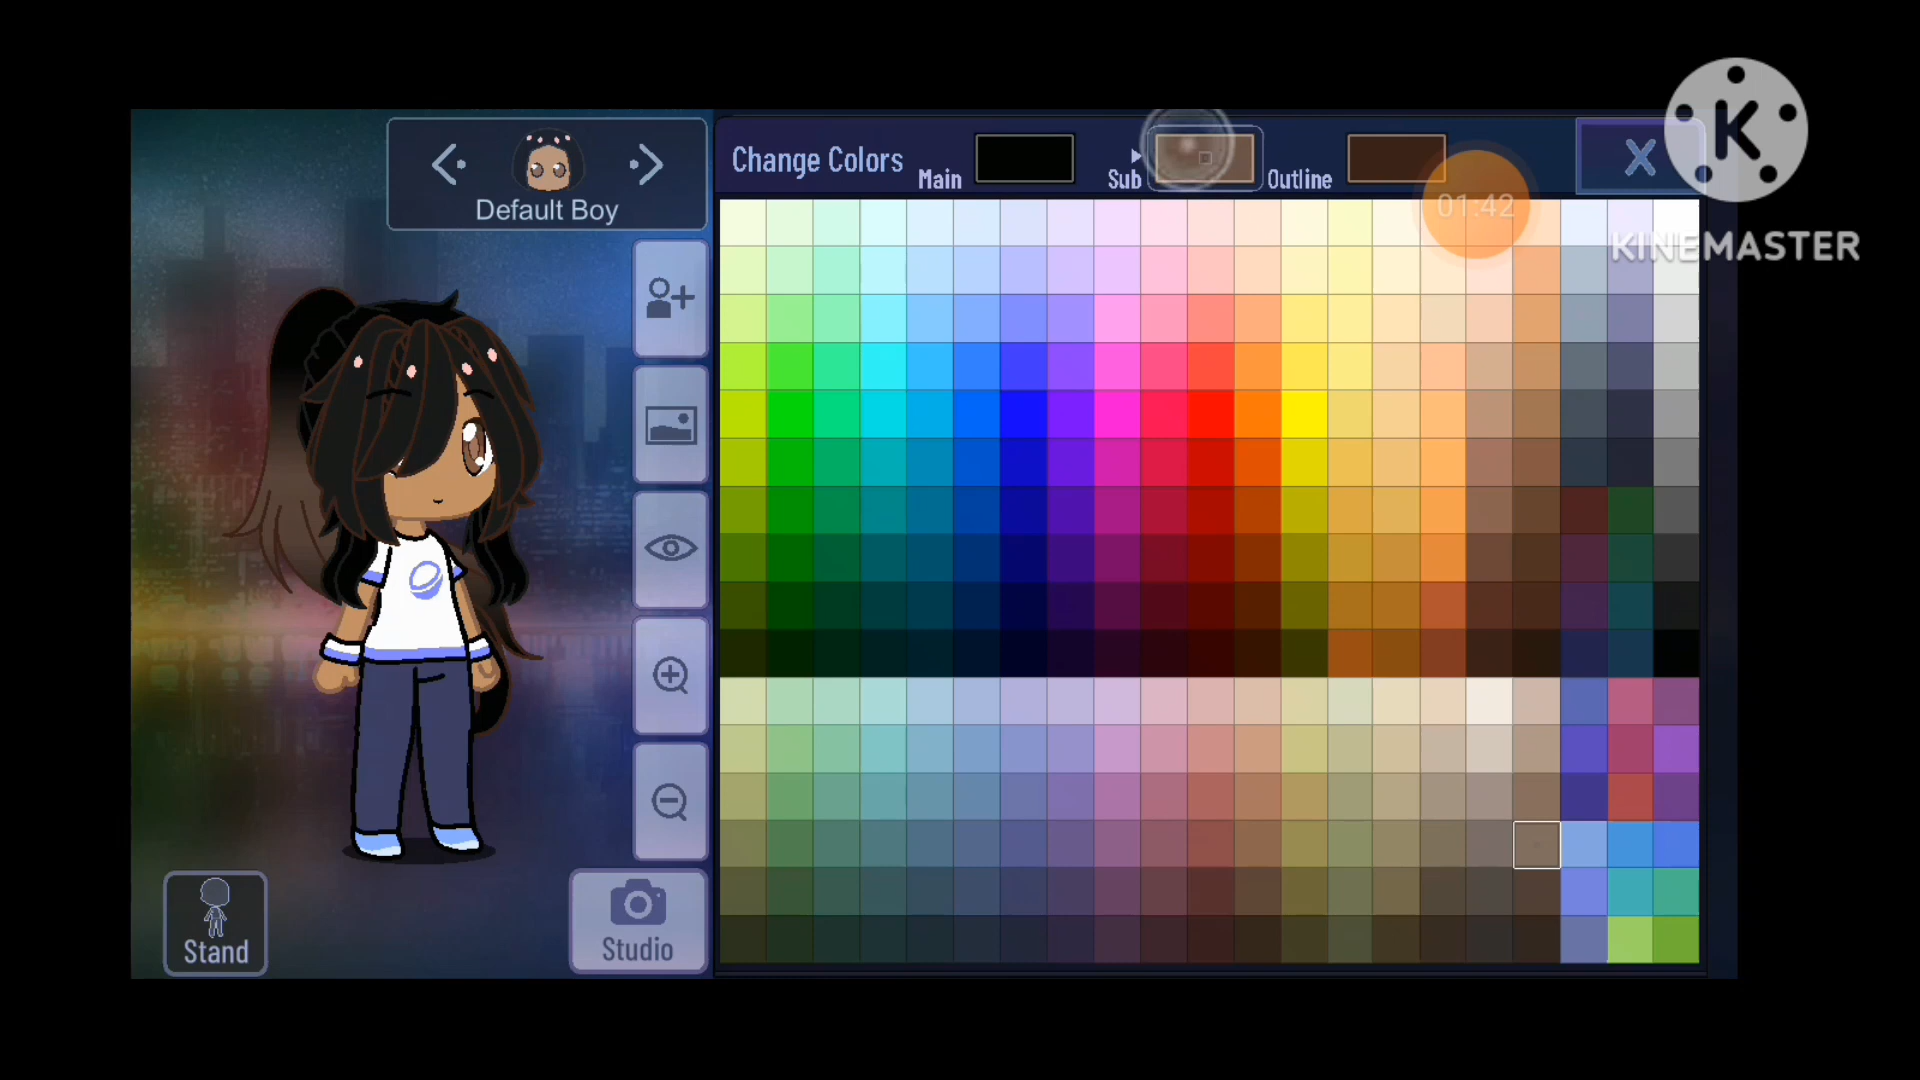 Change Colors Main Sub Outline X
K
KINEMASTER
01:42
Default Boy
Stand
Studio